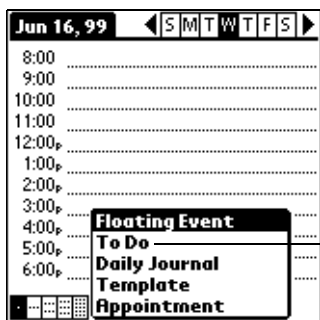 Jun 16, 99 S M T W T F S
8:00
9:00
10:00
11:00
12:00p
1:00p
2:00p
3:00p
4:00p
5:00p
6:00p
Floating Event
To Do
Daily Journal
Template
Appointment